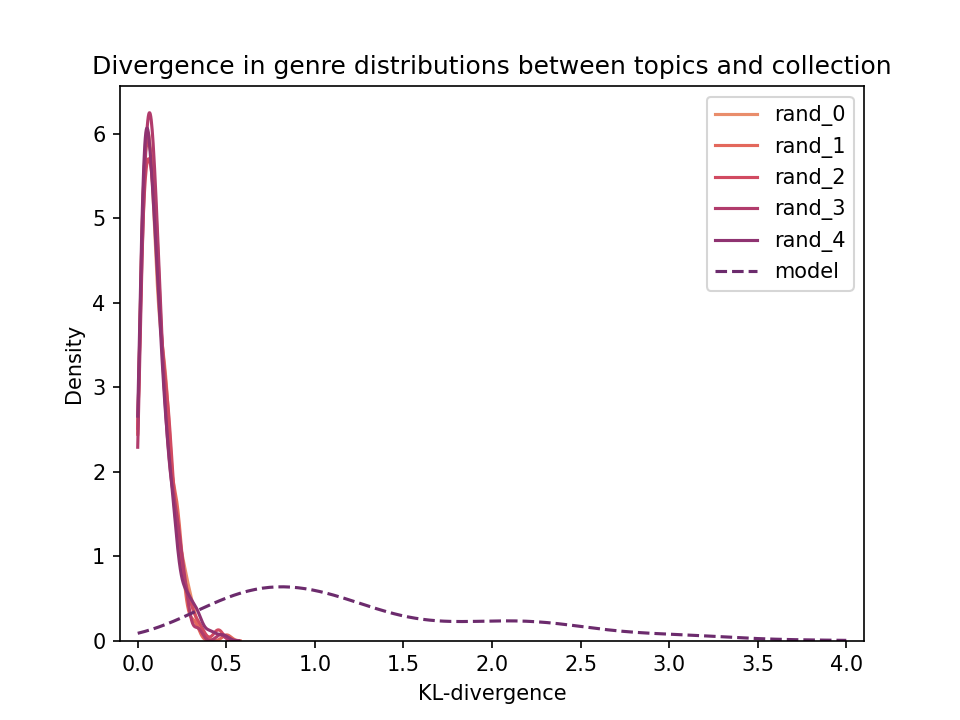 Divergence in genre distributions between topics and collection
rand_0
rand_1
rand_2
rand_3
rand_4
model
Density
6
5
4
3
2
1
0
0.0 0.5 1.0 1.5 2.0 2.5 3.0 3.5 4.0
KL-divergence